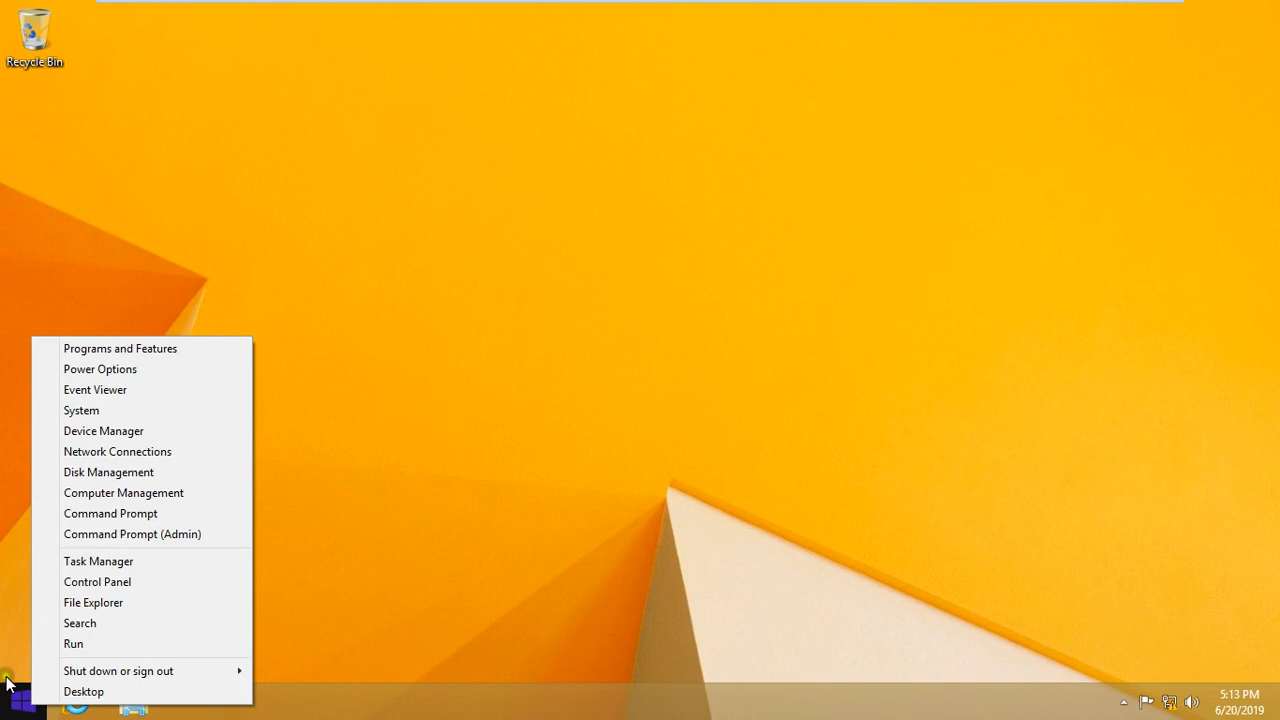 Recycle Bin
Programs and Features
Power Options
Event Viewer
System
Device Manager
Network Connections
Disk Management
Computer Management
Command Prompt
Command Prompt (Admin)
Task Manager
Control Panel
File Explorer
Search
Run
Shut down or sign out
Desktop
5:13 PM
6/20/2019